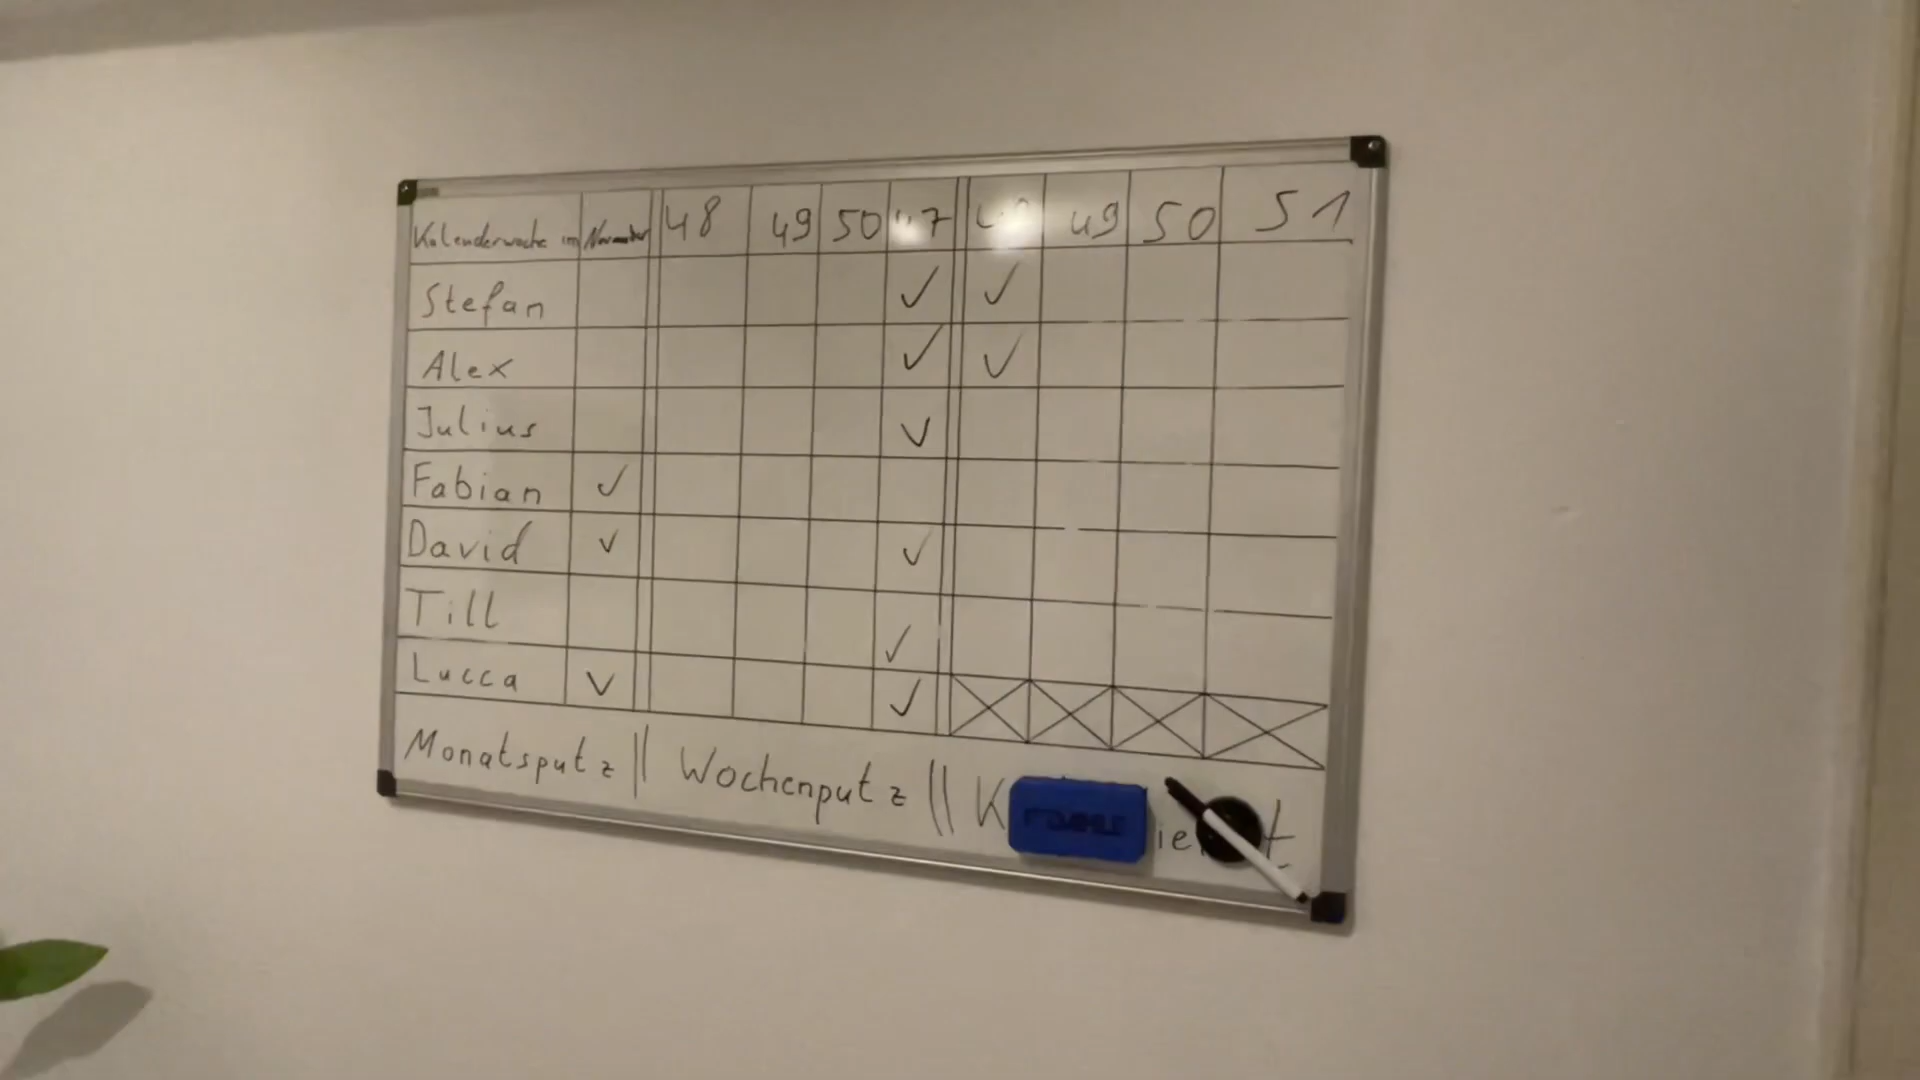 Kalenderwoche im November 48 49 50 47 49 50 51
Stefan ✓ ✓
Alex ✓ ✓
Julius ✓
Fabian ✓
David ✓ ✓
Till ✓
Lucca ✓ ✓
Monatsputz || Wochenputz ||